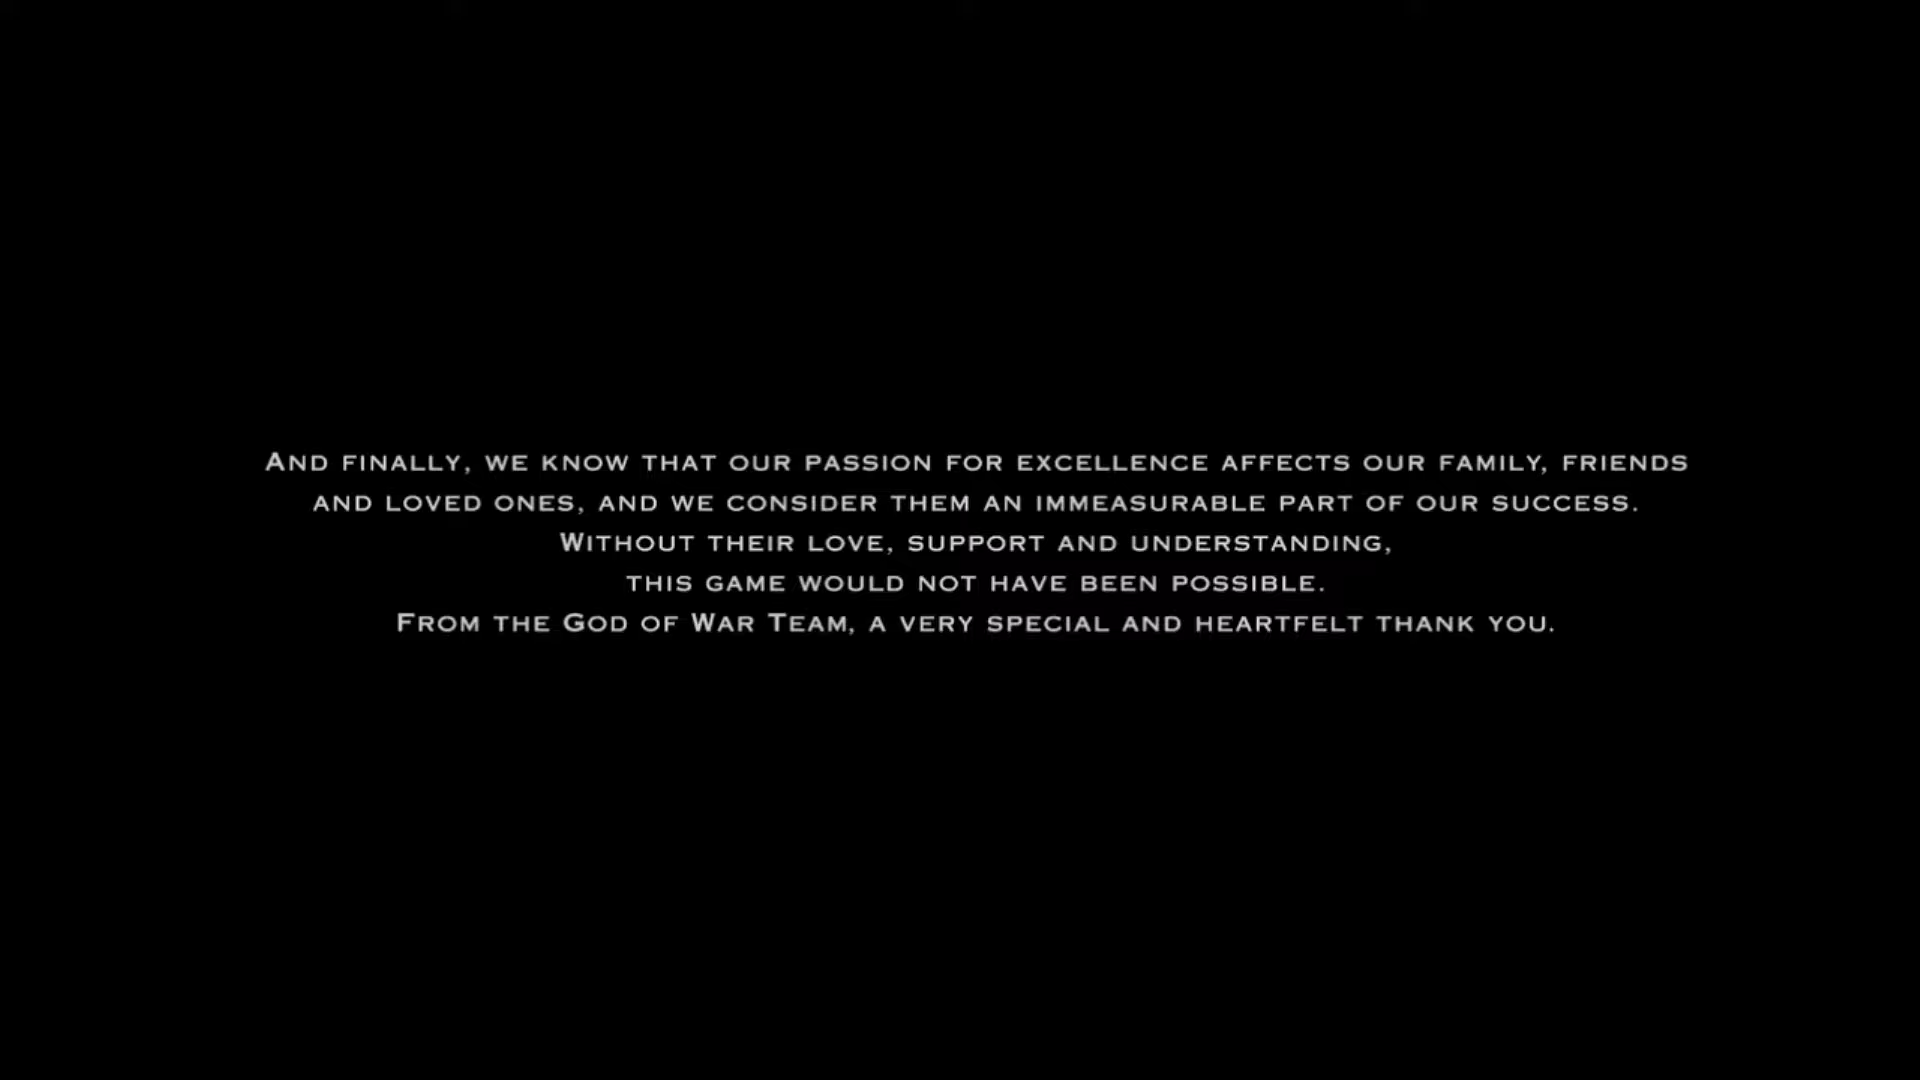 And finally, we know that our passion for excellence affects our family, friends
and loved ones, and we consider them an immeasurable part of our success.
Without their love, support and understanding,
this game would not have been possible.
From the God of War Team, a very special and heartfelt thank you.